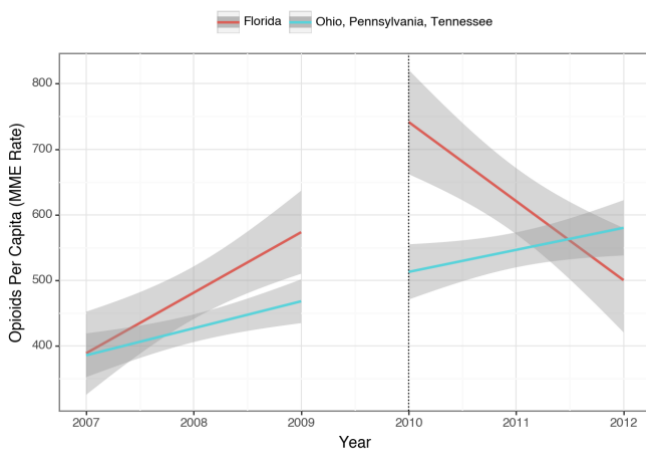 Florida Ohio, Pennsylvania, Tennessee
800
700
600
500
400
Opioids Per Capita (MME Rate)
2007 2008 2009 2010 2011 2012
Year